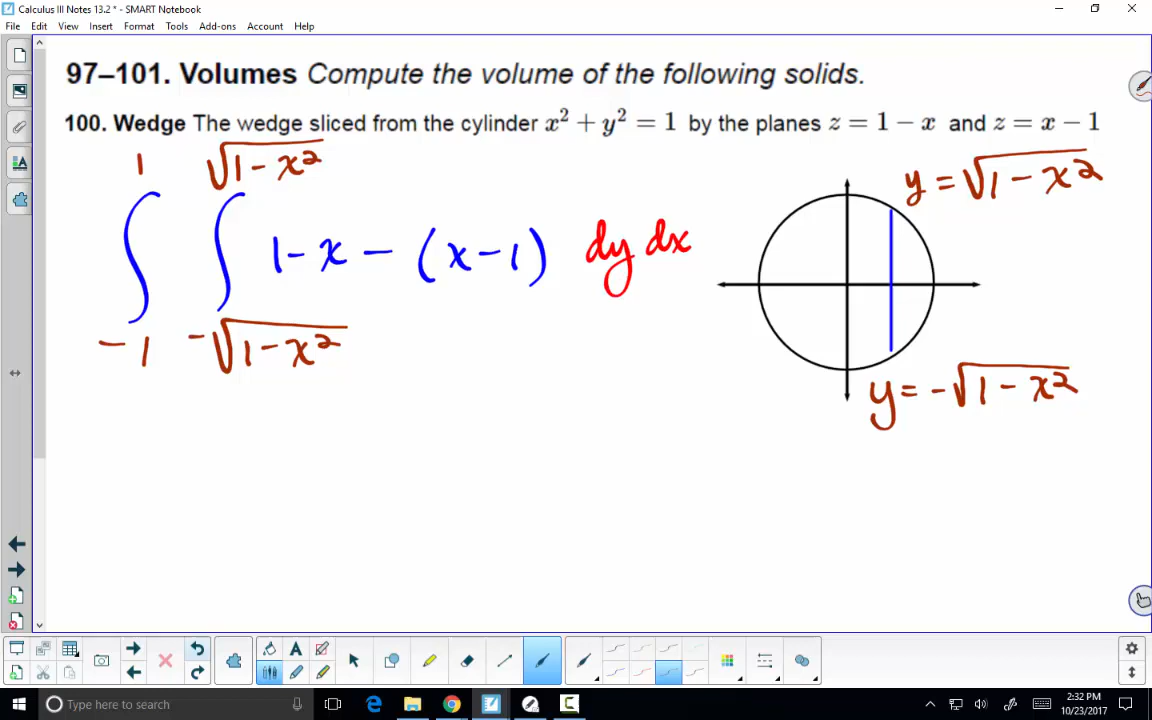 Calculus III Notes 13.2 * - SMART Notebook
File Edit View Insert Format Tools Add-ons Account Help
97–101. Volumes Compute the volume of the following solids.
100. Wedge The wedge sliced from the cylinder x² + y² = 1 by the planes z = 1 − x and z = x − 1
1 √(1 − x²)
y = √(1 − x²)
∫ ∫ 1 − x − (x − 1) dy dx
−1 −√(1 − x²)
y = −√(1 − x²)
Type here to search
2:32 PM
10/23/2017